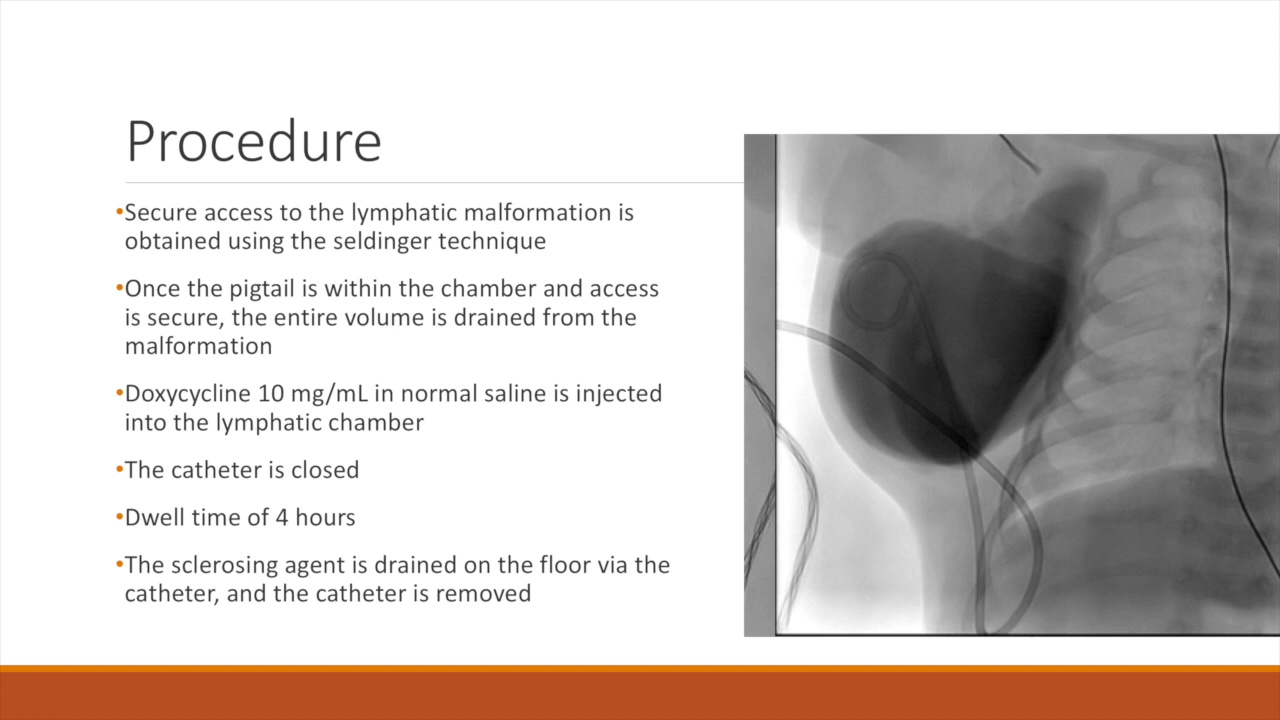 Procedure
•Secure access to the lymphatic malformation is
obtained using the seldinger technique
•Once the pigtail is within the chamber and access
is secure, the entire volume is drained from the
malformation
•Doxycycline 10 mg/mL in normal saline is injected
into the lymphatic chamber
•The catheter is closed
•Dwell time of 4 hours
•The sclerosing agent is drained on the floor via the
catheter, and the catheter is removed